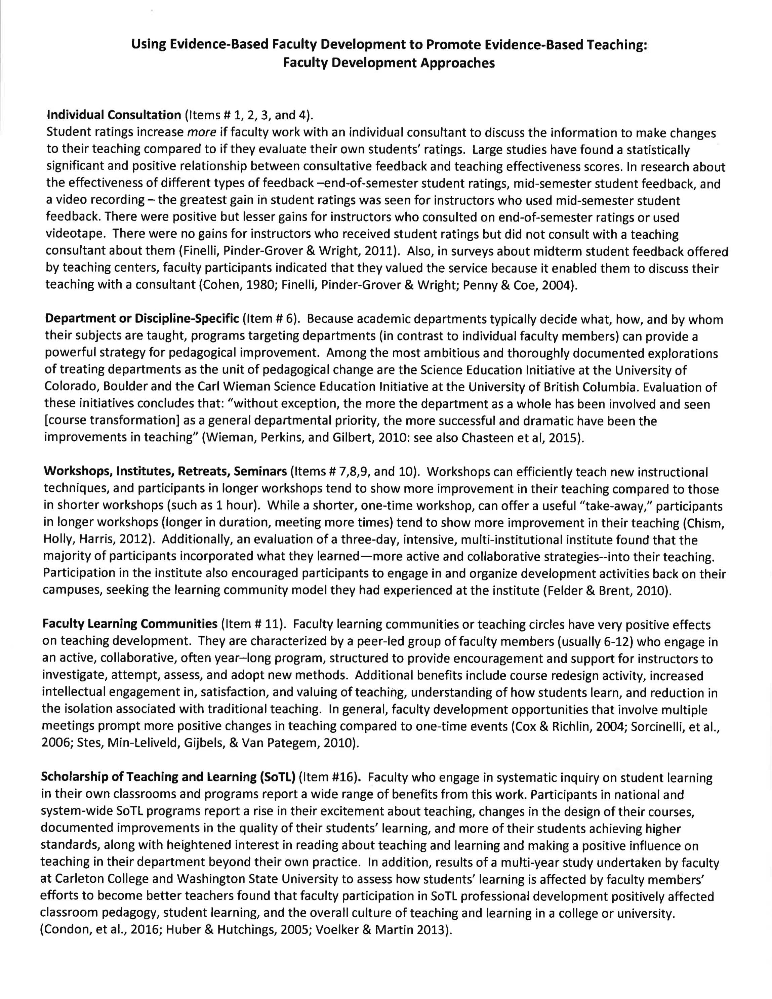 Using Evidence-Based Faculty Development to Promote Evidence-Based Teaching:
Faculty Development Approaches
Individual Consultation (Items # 1, 2, 3, and 4).
Student ratings increase more if faculty work with an individual consultant to discuss the information to make changes
to their teaching compared to if they evaluate their own students' ratings.  Large studies have found a statistically
significant and positive relationship between consultative feedback and teaching effectiveness scores. In research about
the effectiveness of different types of feedback –end-of-semester student ratings, mid-semester student feedback, and
a video recording – the greatest gain in student ratings was seen for instructors who used mid-semester student
feedback. There were positive but lesser gains for instructors who consulted on end-of-semester ratings or used
videotape.  There were no gains for instructors who received student ratings but did not consult with a teaching
consultant about them (Finelli, Pinder-Grover & Wright, 2011).  Also, in surveys about midterm student feedback offered
by teaching centers, faculty participants indicated that they valued the service because it enabled them to discuss their
teaching with a consultant (Cohen, 1980; Finelli, Pinder-Grover & Wright; Penny & Coe, 2004).
Department or Discipline-Specific (Item # 6).  Because academic departments typically decide what, how, and by whom
their subjects are taught, programs targeting departments (in contrast to individual faculty members) can provide a
powerful strategy for pedagogical improvement.  Among the most ambitious and thoroughly documented explorations
of treating departments as the unit of pedagogical change are the Science Education Initiative at the University of
Colorado, Boulder and the Carl Wieman Science Education Initiative at the University of British Columbia. Evaluation of
these initiatives concludes that: "without exception, the more the department as a whole has been involved and seen
[course transformation] as a general departmental priority, the more successful and dramatic have been the
improvements in teaching" (Wieman, Perkins, and Gilbert, 2010: see also Chasteen et al, 2015).
Workshops, Institutes, Retreats, Seminars (Items # 7,8,9, and 10).  Workshops can efficiently teach new instructional
techniques, and participants in longer workshops tend to show more improvement in their teaching compared to those
in shorter workshops (such as 1 hour).  While a shorter, one-time workshop, can offer a useful "take-away," participants
in longer workshops (longer in duration, meeting more times) tend to show more improvement in their teaching (Chism,
Holly, Harris, 2012).  Additionally, an evaluation of a three-day, intensive, multi-institutional institute found that the
majority of participants incorporated what they learned—more active and collaborative strategies--into their teaching.
Participation in the institute also encouraged participants to engage in and organize development activities back on their
campuses, seeking the learning community model they had experienced at the institute (Felder & Brent, 2010).
Faculty Learning Communities (Item # 11).  Faculty learning communities or teaching circles have very positive effects
on teaching development.  They are characterized by a peer-led group of faculty members (usually 6-12) who engage in
an active, collaborative, often year–long program, structured to provide encouragement and support for instructors to
investigate, attempt, assess, and adopt new methods.  Additional benefits include course redesign activity, increased
intellectual engagement in, satisfaction, and valuing of teaching, understanding of how students learn, and reduction in
the isolation associated with traditional teaching.  In general, faculty development opportunities that involve multiple
meetings prompt more positive changes in teaching compared to one-time events (Cox & Richlin, 2004; Sorcinelli, et al.,
2006; Stes, Min-Leliveld, Gijbels, & Van Pategem, 2010).
Scholarship of Teaching and Learning (SoTL) (Item #16).  Faculty who engage in systematic inquiry on student learning
in their own classrooms and programs report a wide range of benefits from this work. Participants in national and
system-wide SoTL programs report a rise in their excitement about teaching, changes in the design of their courses,
documented improvements in the quality of their students' learning, and more of their students achieving higher
standards, along with heightened interest in reading about teaching and learning and making a positive influence on
teaching in their department beyond their own practice.  In addition, results of a multi-year study undertaken by faculty
at Carleton College and Washington State University to assess how students' learning is affected by faculty members'
efforts to become better teachers found that faculty participation in SoTL professional development positively affected
classroom pedagogy, student learning, and the overall culture of teaching and learning in a college or university.
(Condon, et al., 2016; Huber & Hutchings, 2005; Voelker & Martin 2013).